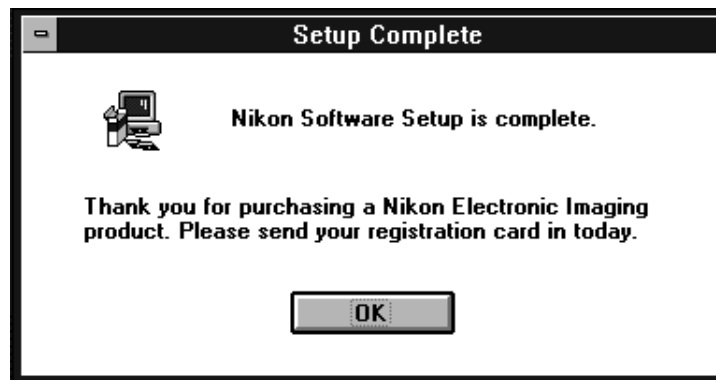 Setup Complete
Nikon Software Setup is complete.
Thank you for purchasing a Nikon Electronic Imaging
product. Please send your registration card in today.
OK